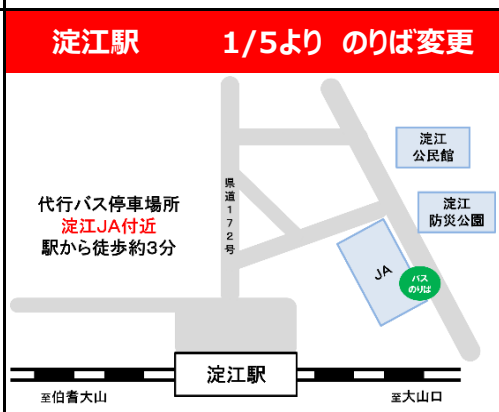 淀江駅 1/5より のりば変更
淀江
公民館
代行バス停車場所
淀江JA付近
駅から徒歩約3分
県道172号
淀江
防災公園
JA
バス
のりば
淀江駅
至伯耆大山
至大山口